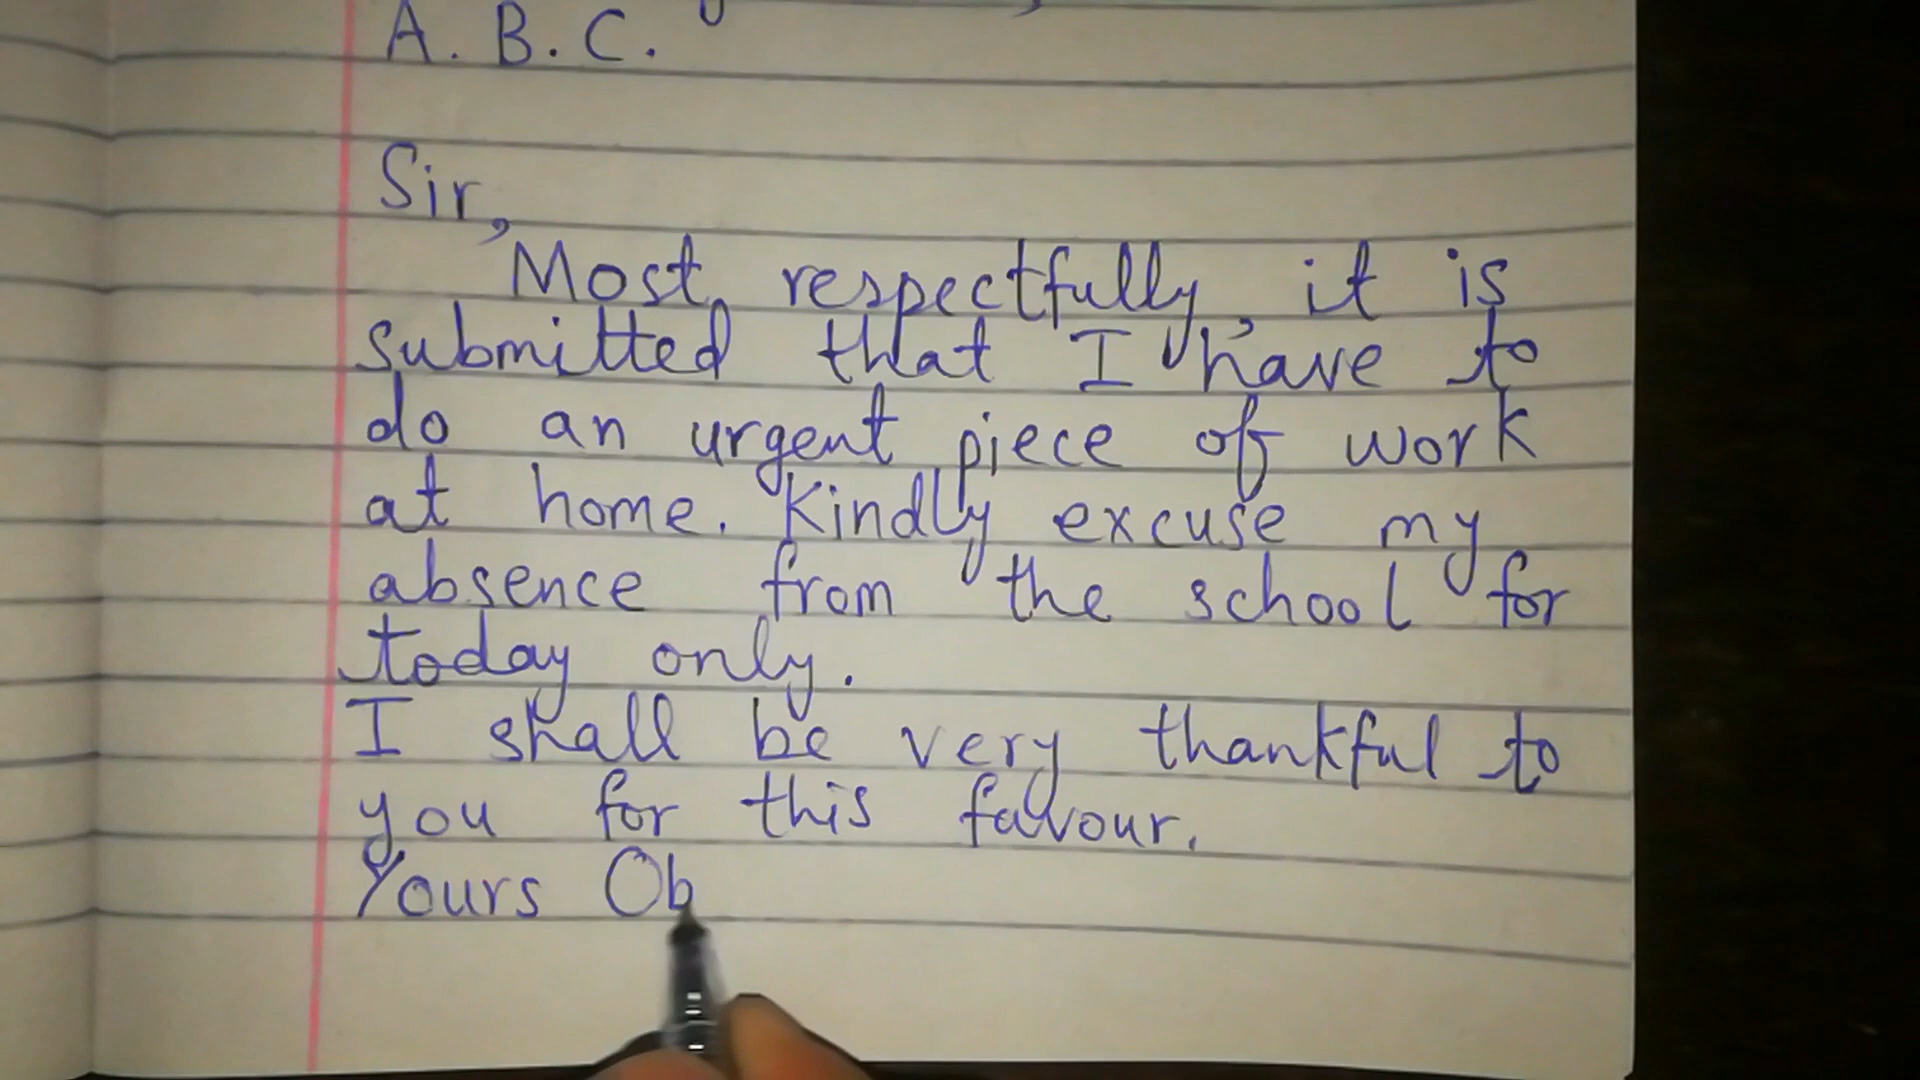 A. B. C.
Sir,
Most respectfully, it is
submitted that I have to
do an urgent piece of work
at home. Kindly excuse my
absence from the school for
today only.
I shall be very thankful to
you for this favour.
Yours Ob